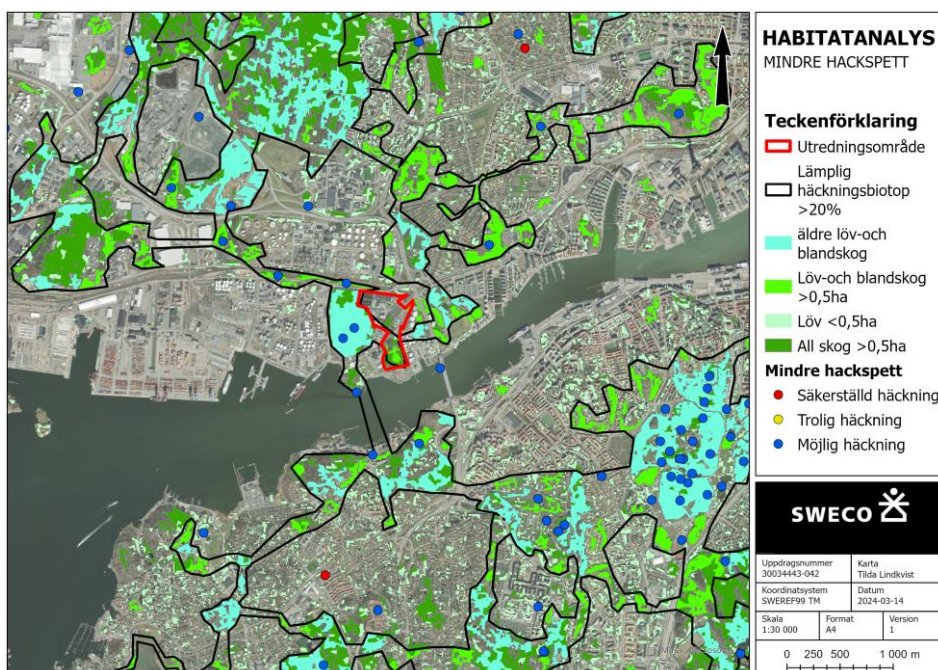 HABITATANALYS
MINDRE HACKSPETT
Teckenförklaring
Utredningsområde
Lämplig
häckningsbiotop
>20%
äldre löv-och
blandskog
Löv-och blandskog
>0,5ha
Löv <0,5ha
All skog >0,5ha
Mindre hackspett
Säkerställd häckning
Trolig häckning
Möjlig häckning
SWECO
Uppdragsnummer
30034443-042
Karta
Tilda Lindkvist
Koordinatsystem
SWEREF99 TM
Datum
2024-03-14
Skala
1:30 000
Format
A4
Version
1
0 250 500 1 000 m